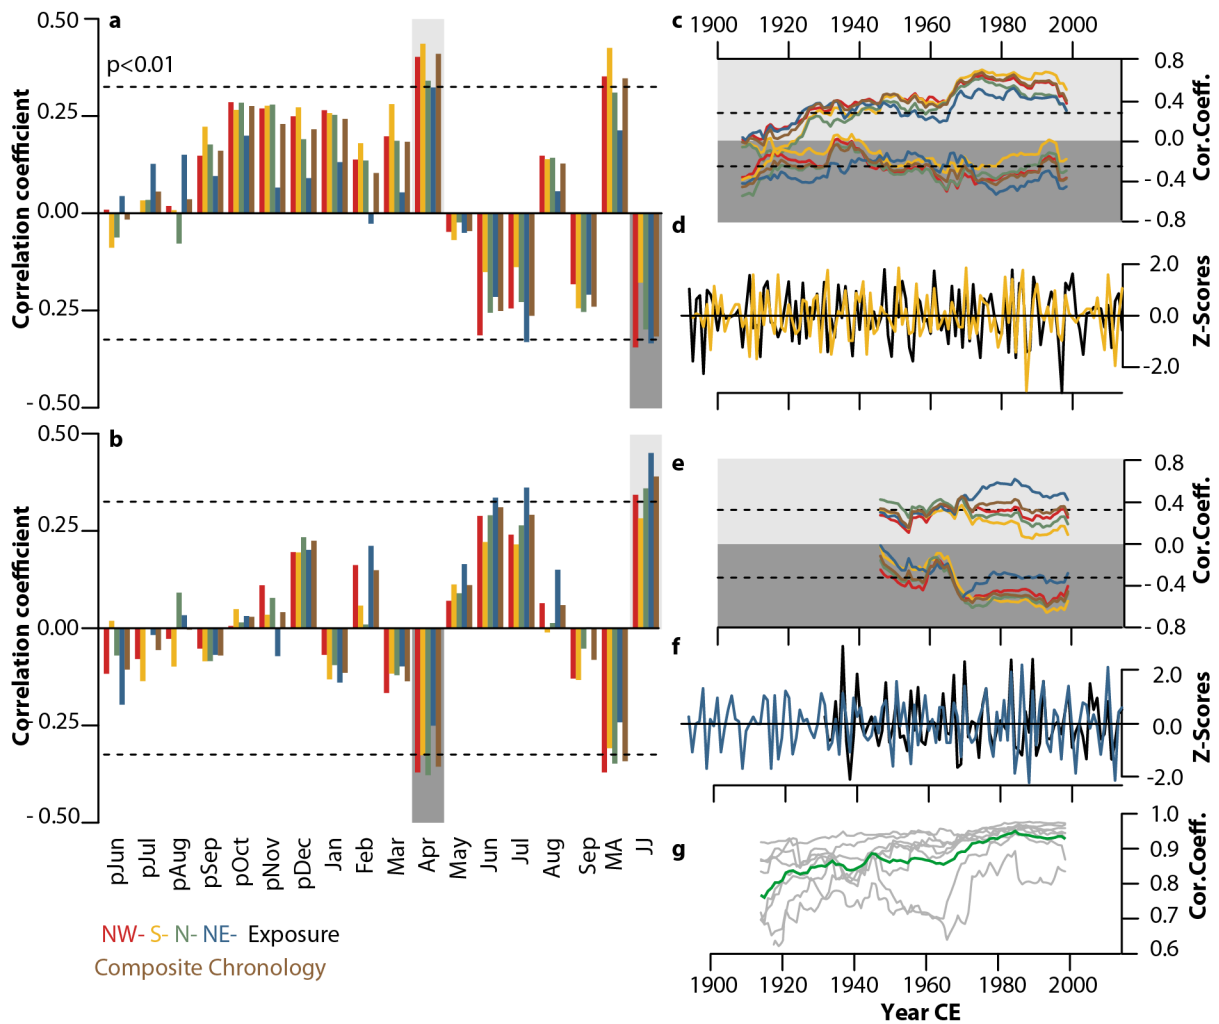 a
0.50
p<0.01
0.25
0.00
0.25
- 0.50
Correlation coefficient
b
0.50
0.25
0.00
0.25
- 0.50
Correlation coefficient
pJun
pJul
pAug
pSep
pOct
pNov
pDec
Jan
Feb
Mar
Apr
May
Jun
Jul
Aug
Sep
MA
JJ
NW- S- N- NE- Exposure
Composite Chronology
c
1900 1920 1940 1960 1980 2000
0.8
0.4
0.0
-0.4
-0.8
Cor.Coeff.
d
2.0
0.0
-2.0
Z-Scores
e
0.8
0.4
0.0
-0.4
-0.8
Cor.Coeff.
f
2.0
0.0
-2.0
Z-Scores
g
1.0
0.9
0.8
0.7
0.6
Cor.Coeff.
1900 1920 1940 1960 1980 2000
Year CE